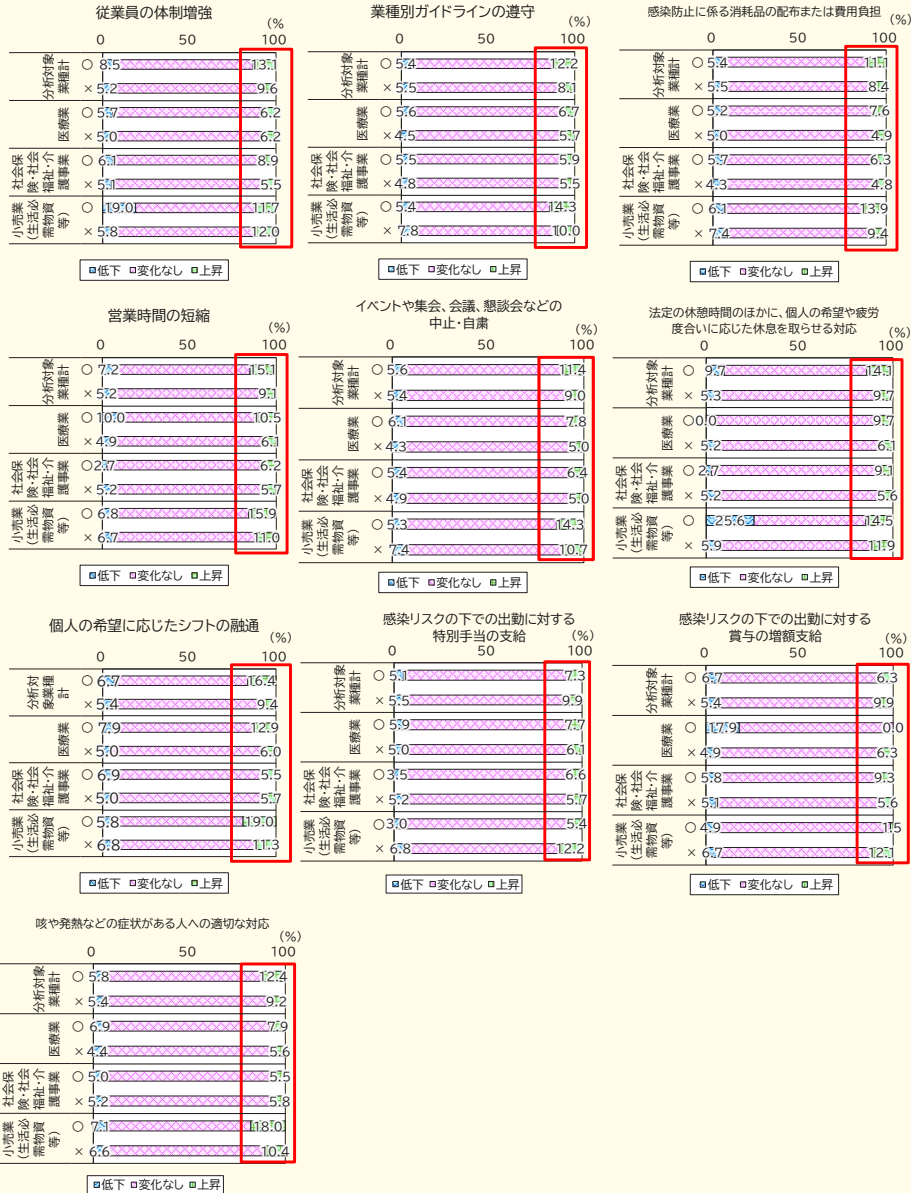 従業員の体制増強
(%)
0 50 100
分析対象
業種計
○ 8.5 13.1
× 5.2 9.6
医療業
○ 5.7 6.2
× 5.0 6.2
社会保
険・社会
福祉・介
護事業
○ 6.1 8.9
× 5.1 5.5
小売業
(生活必
需物資
等)
○ 19.0 11.7
× 5.8 12.0
低下 変化なし 上昇
業種別ガイドラインの遵守
(%)
0 50 100
分析対象
業種計
○ 5.4 12.2
× 5.5 8.1
医療業
○ 5.6 6.7
× 4.5 5.7
社会保
険・社会
福祉・介
護事業
○ 5.5 5.9
× 4.8 5.5
小売業
(生活必
需物資
等)
○ 5.4 14.3
× 7.8 10.0
低下 変化なし 上昇
感染防止に係る消耗品の配布または費用負担
(%
0 50 100
分析対象
業種計
○ 5.4 11.1
× 5.5 8.4
医療業
○ 5.2 7.6
× 5.0 4.9
社会保
険・社会
福祉・介
護事業
○ 5.7 6.3
× 4.3 4.8
小売業
(生活必
需物資
等)
○ 6.1 13.9
× 7.4 9.4
低下 変化なし 上昇
営業時間の短縮
(%)
0 50 100
分析対象
業種計
○ 7.2 15.1
× 5.2 9.1
医療業
○ 10.0 10.5
× 4.9 6.1
社会保
険・社会
福祉・介
護事業
○ 2.7 6.2
× 5.2 5.7
小売業
(生活必
需物資
等)
○ 6.8 15.9
× 6.7 11.0
低下 変化なし 上昇
イベントや集会、会議、懇談会などの
中止・自粛
(%)
0 50 100
分析対象
業種計
○ 5.6 11.4
× 5.4 9.0
医療業
○ 6.1 7.8
× 4.3 5.0
社会保
険・社会
福祉・介
護事業
○ 5.4 6.4
× 4.9 5.0
小売業
(生活必
需物資
等)
○ 5.3 14.3
× 7.4 10.7
低下 変化なし 上昇
法定の休憩時間のほかに、個人の希望や疲労
度合いに応じた休息を取らせる対応
(%)
0 50 100
分析対象
業種計
○ 9.7 14.1
× 5.3 9.7
医療業
○ 0.0 9.7
× 5.2 6.1
社会保
険・社会
福祉・介
護事業
○ 2.7 9.1
× 5.2 5.6
小売業
(生活必
需物資
等)
○ 25.6 14.5
× 5.9 11.9
低下 変化なし 上昇
個人の希望に応じたシフトの融通
(%)
0 50 100
分析対
象業種
計
○ 6.7 16.4
× 5.4 9.4
医療業
○ 7.9 12.9
× 5.0 6.0
社会保
険・社会
福祉・介
護事業
○ 6.9 5.5
× 5.0 5.7
小売業
(生活必
需物資
等)
○ 5.8 19.0
× 6.8 11.3
低下 変化なし 上昇
感染リスクの下での出勤に対する
特別手当の支給
(%)
0 50 100
分析対象
業種計
○ 5.1 7.3
× 5.5 9.9
医療業
○ 5.9 7.7
× 5.0 6.1
社会保
険・社会
福祉・介
護事業
○ 3.5 6.6
× 5.2 5.7
小売業
(生活必
需物資
等)
○ 3.0 5.4
× 6.8 12.2
低下 変化なし 上昇
感染リスクの下での出勤に対する
賞与の増額支給
(%)
0 50 100
分析対象
業種計
○ 6.7 6.3
× 5.4 9.9
医療業
○ 17.9 0.0
× 4.9 6.3
社会保
険・社会
福祉・介
護事業
○ 5.8 9.3
× 5.1 5.6
小売業
(生活必
需物資
等)
○ 4.9 1.5
× 6.7 12.1
低下 変化なし 上昇
咳や発熱などの症状がある人への適切な対応
(%)
0 50 100
分析対象
業種計
○ 5.8 12.4
× 5.4 9.2
医療業
○ 6.9 7.9
× 4.4 5.6
社会保
険・社会
福祉・介
護事業
○ 5.0 5.5
× 5.2 5.8
小売業
(生活必
需物資
等)
○ 7.1 18.0
× 6.6 10.4
低下 変化なし 上昇